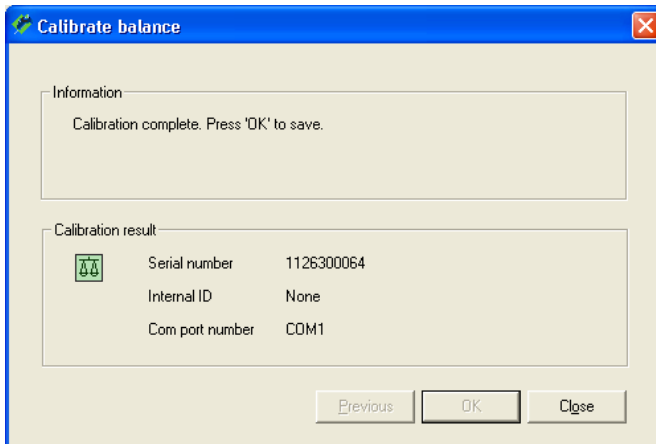 Calibrate balance
Information
Calibration complete. Press 'OK' to save.
Calibration result
Serial number 1126300064
Internal ID None
Com port number COM1
Previous OK Close